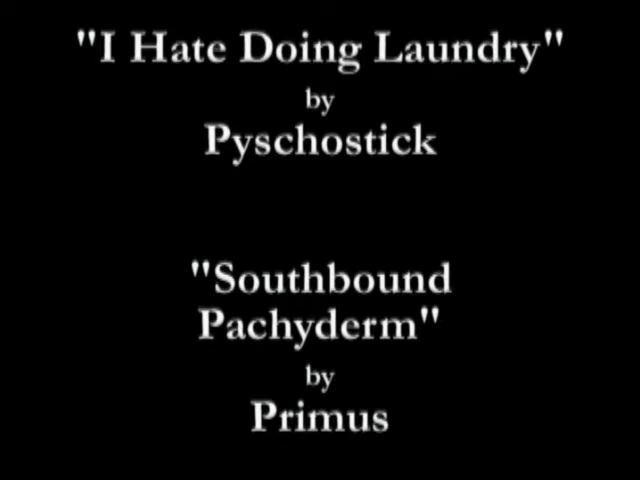 "I Hate Doing Laundry"
by
Pyschostick
"Southbound
Pachyderm"
by
Primus